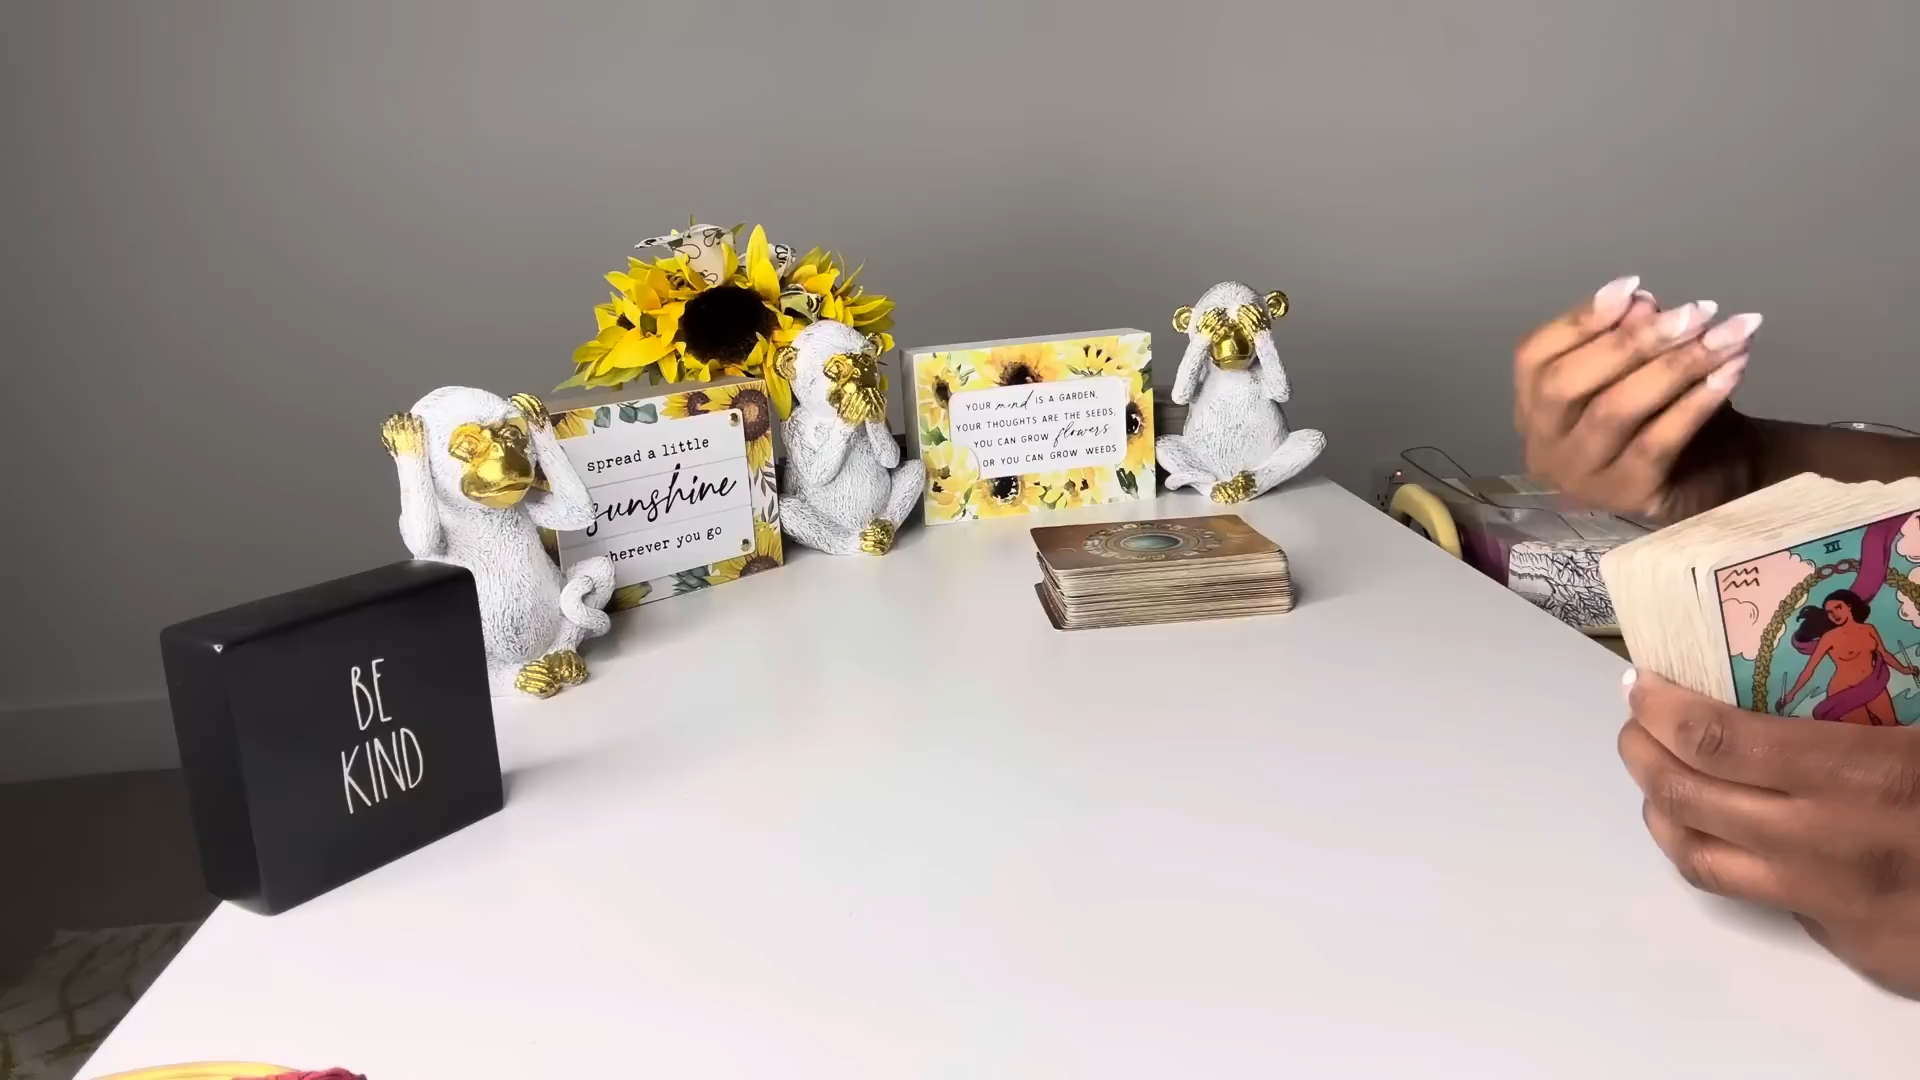 BE
KIND
spread a little
sunshine
wherever you go
YOUR mind IS A GARDEN,
YOUR THOUGHTS ARE THE SEEDS,
YOU CAN GROW flowers
OR YOU CAN GROW WEEDS